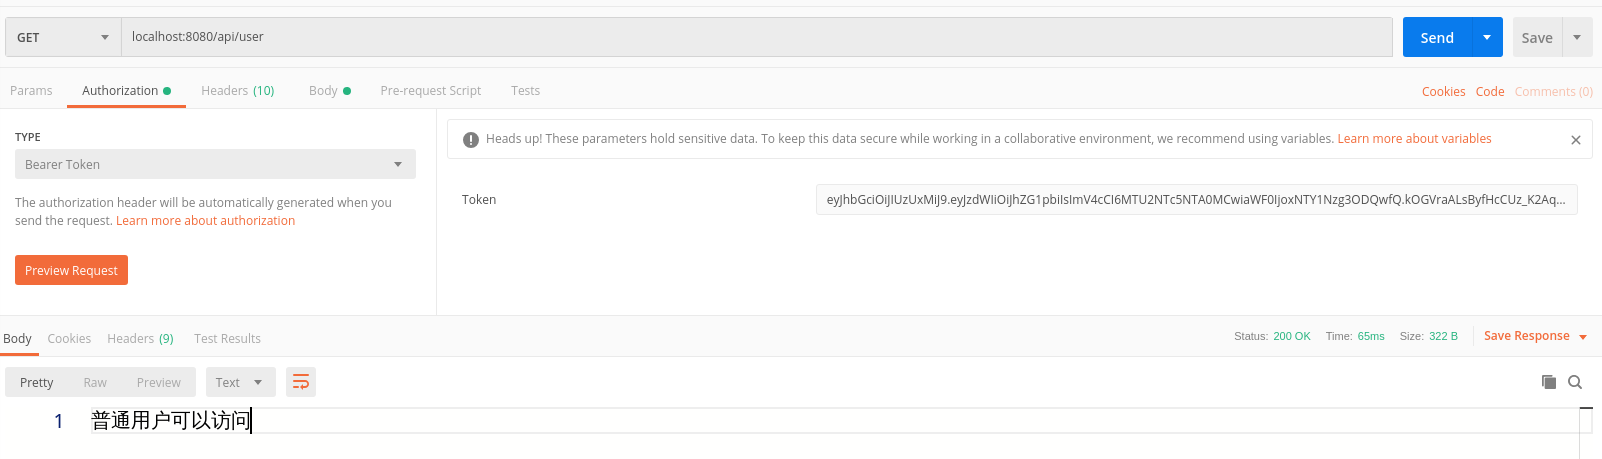 GET localhost:8080/api/user Send Save
Params Authorization Headers (10) Body Pre-request Script Tests Cookies Code Comments (0)
TYPE
Bearer Token
The authorization header will be automatically generated when you
send the request. Learn more about authorization
Preview Request
Heads up! These parameters hold sensitive data. To keep this data secure while working in a collaborative environment, we recommend using variables. Learn more about variables
Token eyJhbGciOiJIUzUxMiJ9.eyJzdWIiOiJhZG1pbiIsImV4cCI6MTU2NTc5NTA0MCwiaWF0IjoxNTY1Nzg3ODQwfQ.kOGVraALsByfHcCUz_K2Aq...
Body Cookies Headers (9) Test Results Status: 200 OK Time: 65ms Size: 322 B Save Response
Pretty Raw Preview Text
1 普通用户可以访问